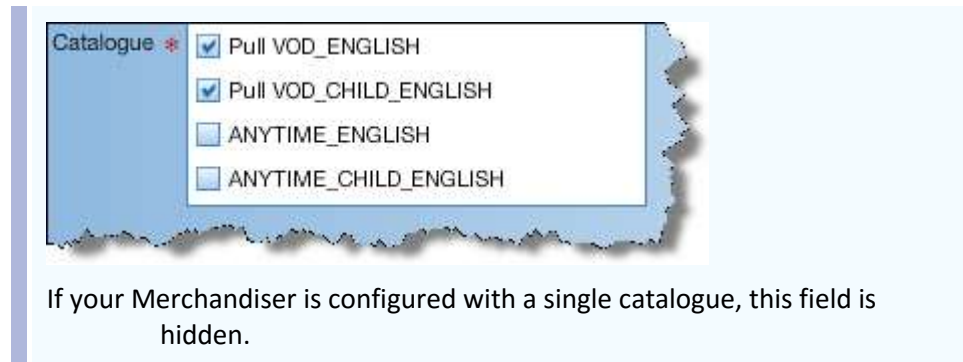 Catalogue * Pull VOD_ENGLISH
Pull VOD_CHILD_ENGLISH
ANYTIME_ENGLISH
ANYTIME_CHILD_ENGLISH
If your Merchandiser is configured with a single catalogue, this field is
hidden.